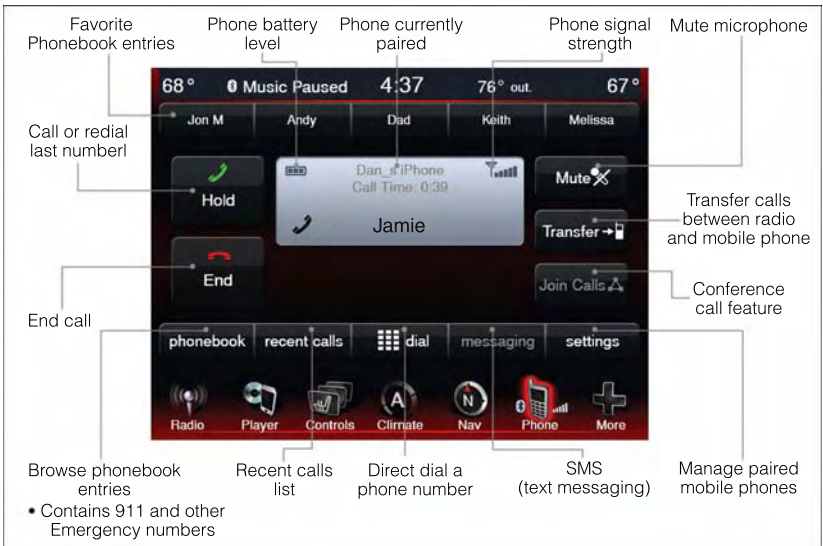 Favorite
Phonebook entries
Phone battery
level
Phone currently
paired
Phone signal
strength
Mute microphone
68° Music Paused 4:37 76° out. 67°
Jon M Andy Dad Keith Melissa
Call or redial
last numberl
Hold
Dan_s iPhone
Call Time: 0:39
Jamie
Mute
Transfer
Transfer calls
between radio
and mobile phone
End
Join Calls
Conference
call feature
End call
phonebook recent calls dial messaging settings
A N
Radio Player Controls Climate Nav Phone More
Browse phonebook
entries
Recent calls
list
Direct dial a
phone number
SMS
(text messaging)
Manage paired
mobile phones
• Contains 911 and other
Emergency numbers